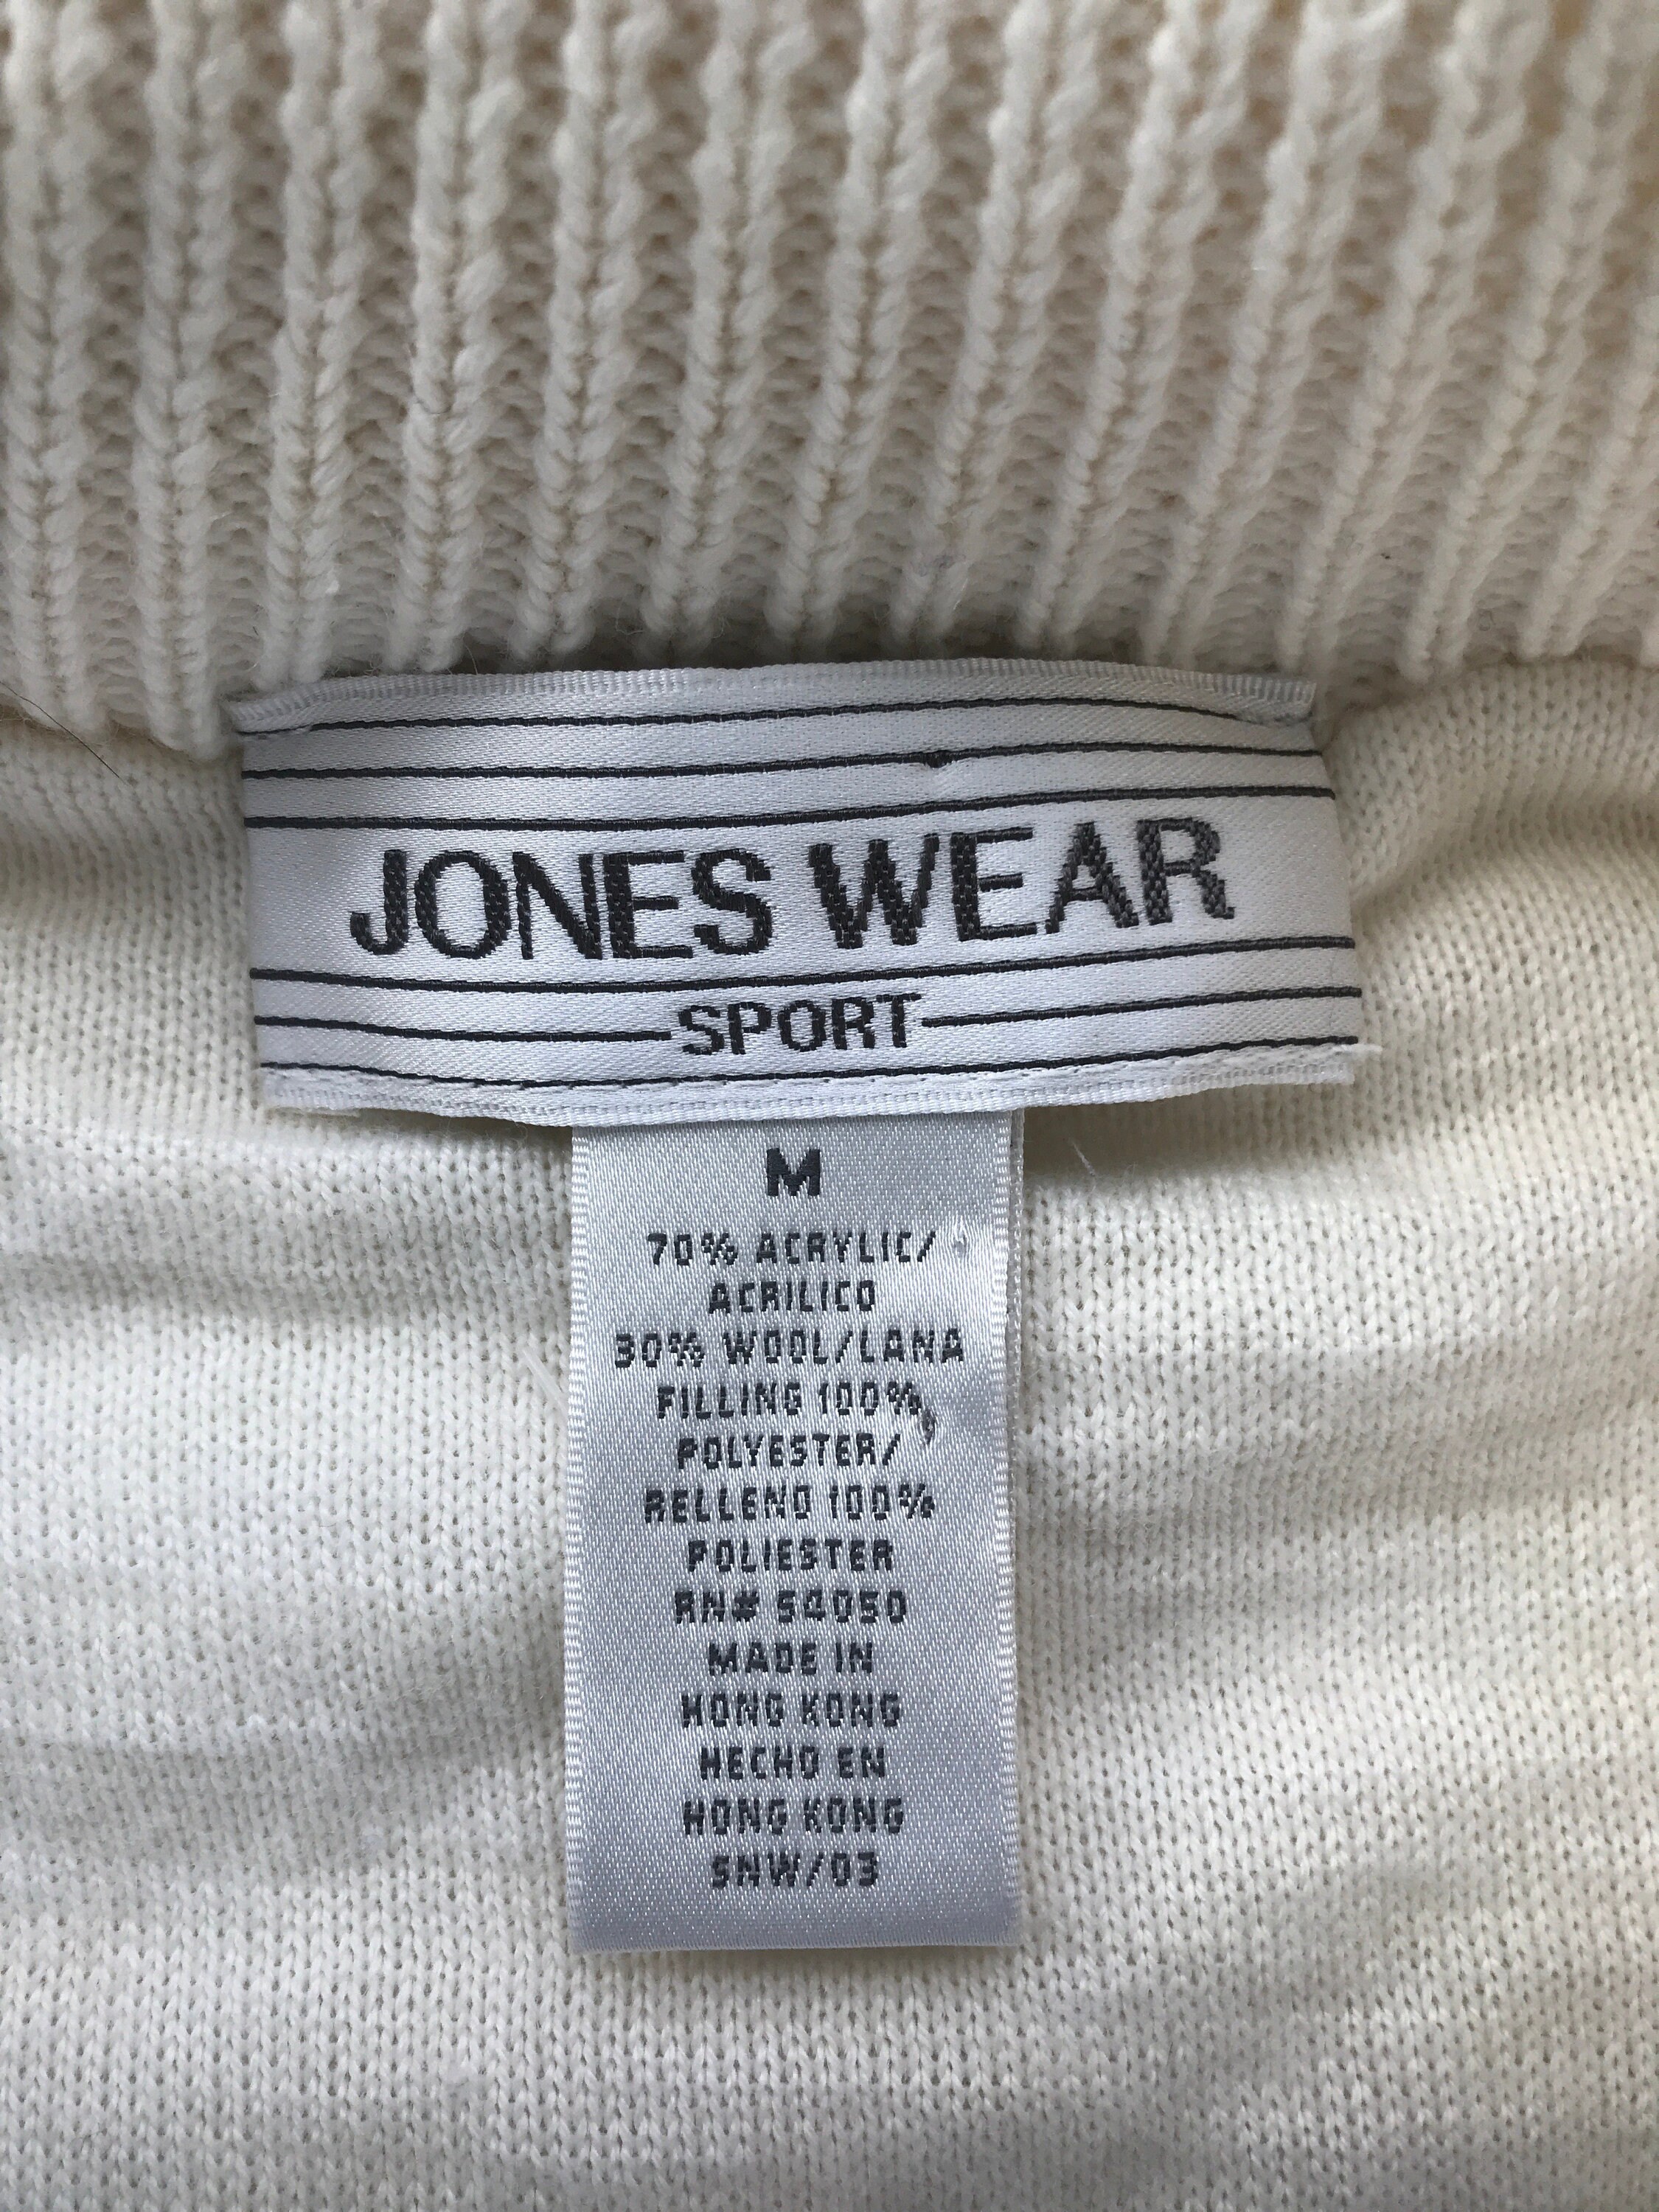 JONES WEAR
SPORT
M
70% ACRYLIC/
ACRILICO
30% WOOL/LANA
FILLING 100%
POLYESTER/
RELLENO 100%
POLIESTER
RN# 54050
MADE IN
HONG KONG
HECHO EN
HONG KONG
SNW/03